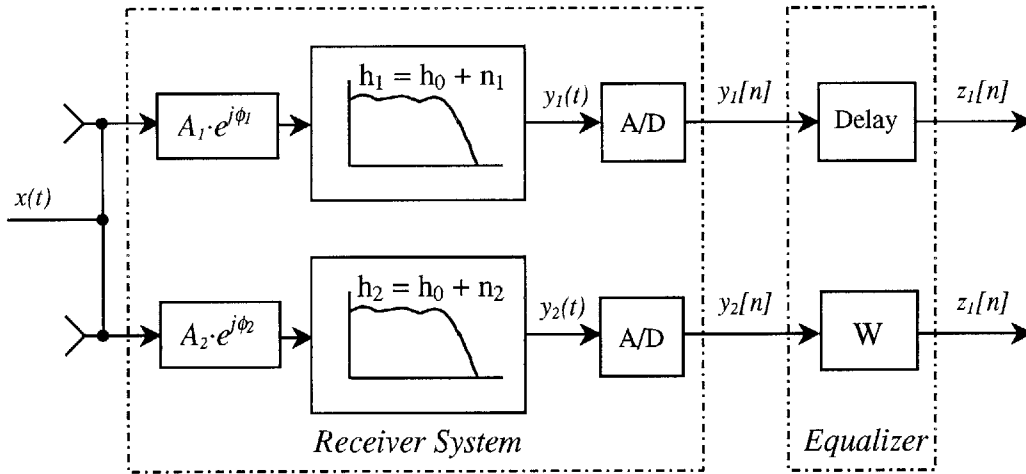 h₁ = h₀ + n₁
A₁·e^{jϕ₁}
y₁(t)
A/D
y₁[n]
Delay
z₁[n]
x(t)
h₂ = h₀ + n₂
A₂·e^{jϕ₂}
y₂(t)
A/D
y₂[n]
W
z₁[n]
Receiver System
Equalizer